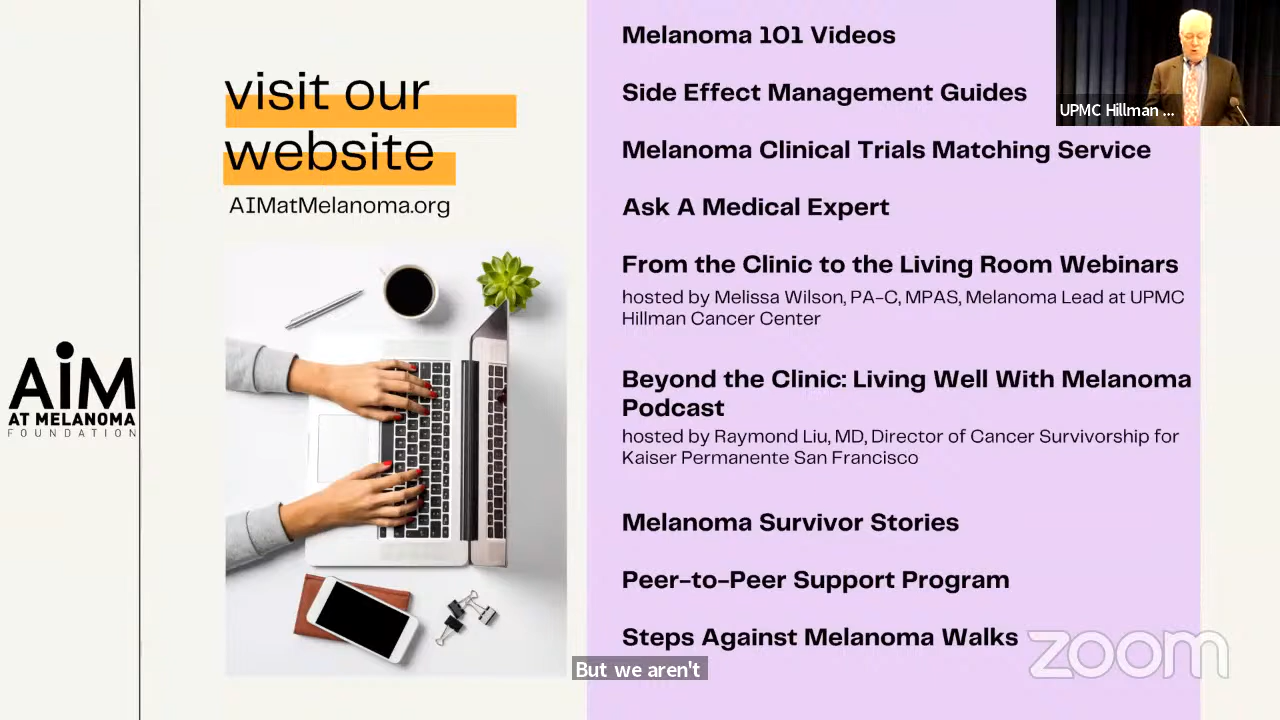 visit our
website
AIMatMelanoma.org
AiM
AT MELANOMA
FOUNDATION
Melanoma 101 Videos
Side Effect Management Guides
Melanoma Clinical Trials Matching Service
Ask A Medical Expert
From the Clinic to the Living Room Webinars
hosted by Melissa Wilson, PA-C, MPAS, Melanoma Lead at UPMC
Hillman Cancer Center
Beyond the Clinic: Living Well With Melanoma
Podcast
hosted by Raymond Liu, MD, Director of Cancer Survivorship for
Kaiser Permanente San Francisco
Melanoma Survivor Stories
Peer-to-Peer Support Program
Steps Against Melanoma Walks
UPMC Hillman ...
zoom
But we aren't